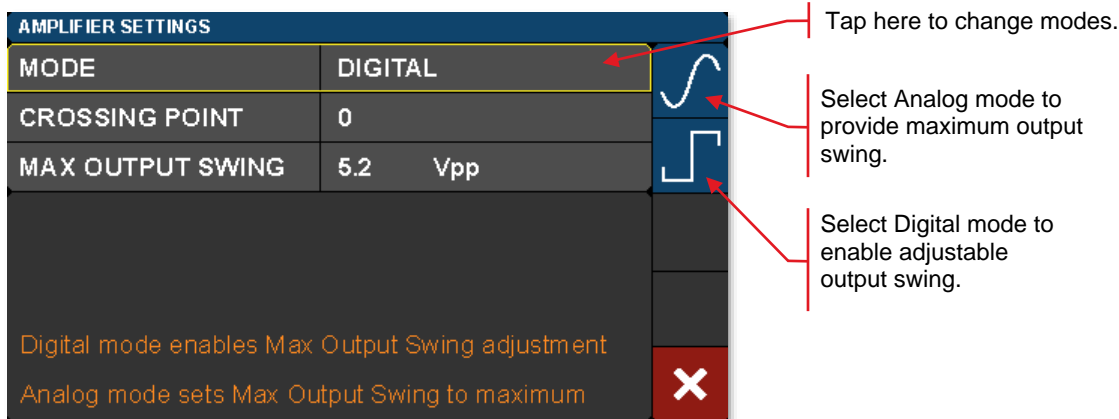 AMPLIFIER SETTINGS
MODE DIGITAL
CROSSING POINT 0
MAX OUTPUT SWING 5.2 Vpp
Digital mode enables Max Output Swing adjustment
Analog mode sets Max Output Swing to maximum
Tap here to change modes.
Select Analog mode to
provide maximum output
swing.
Select Digital mode to
enable adjustable
output swing.